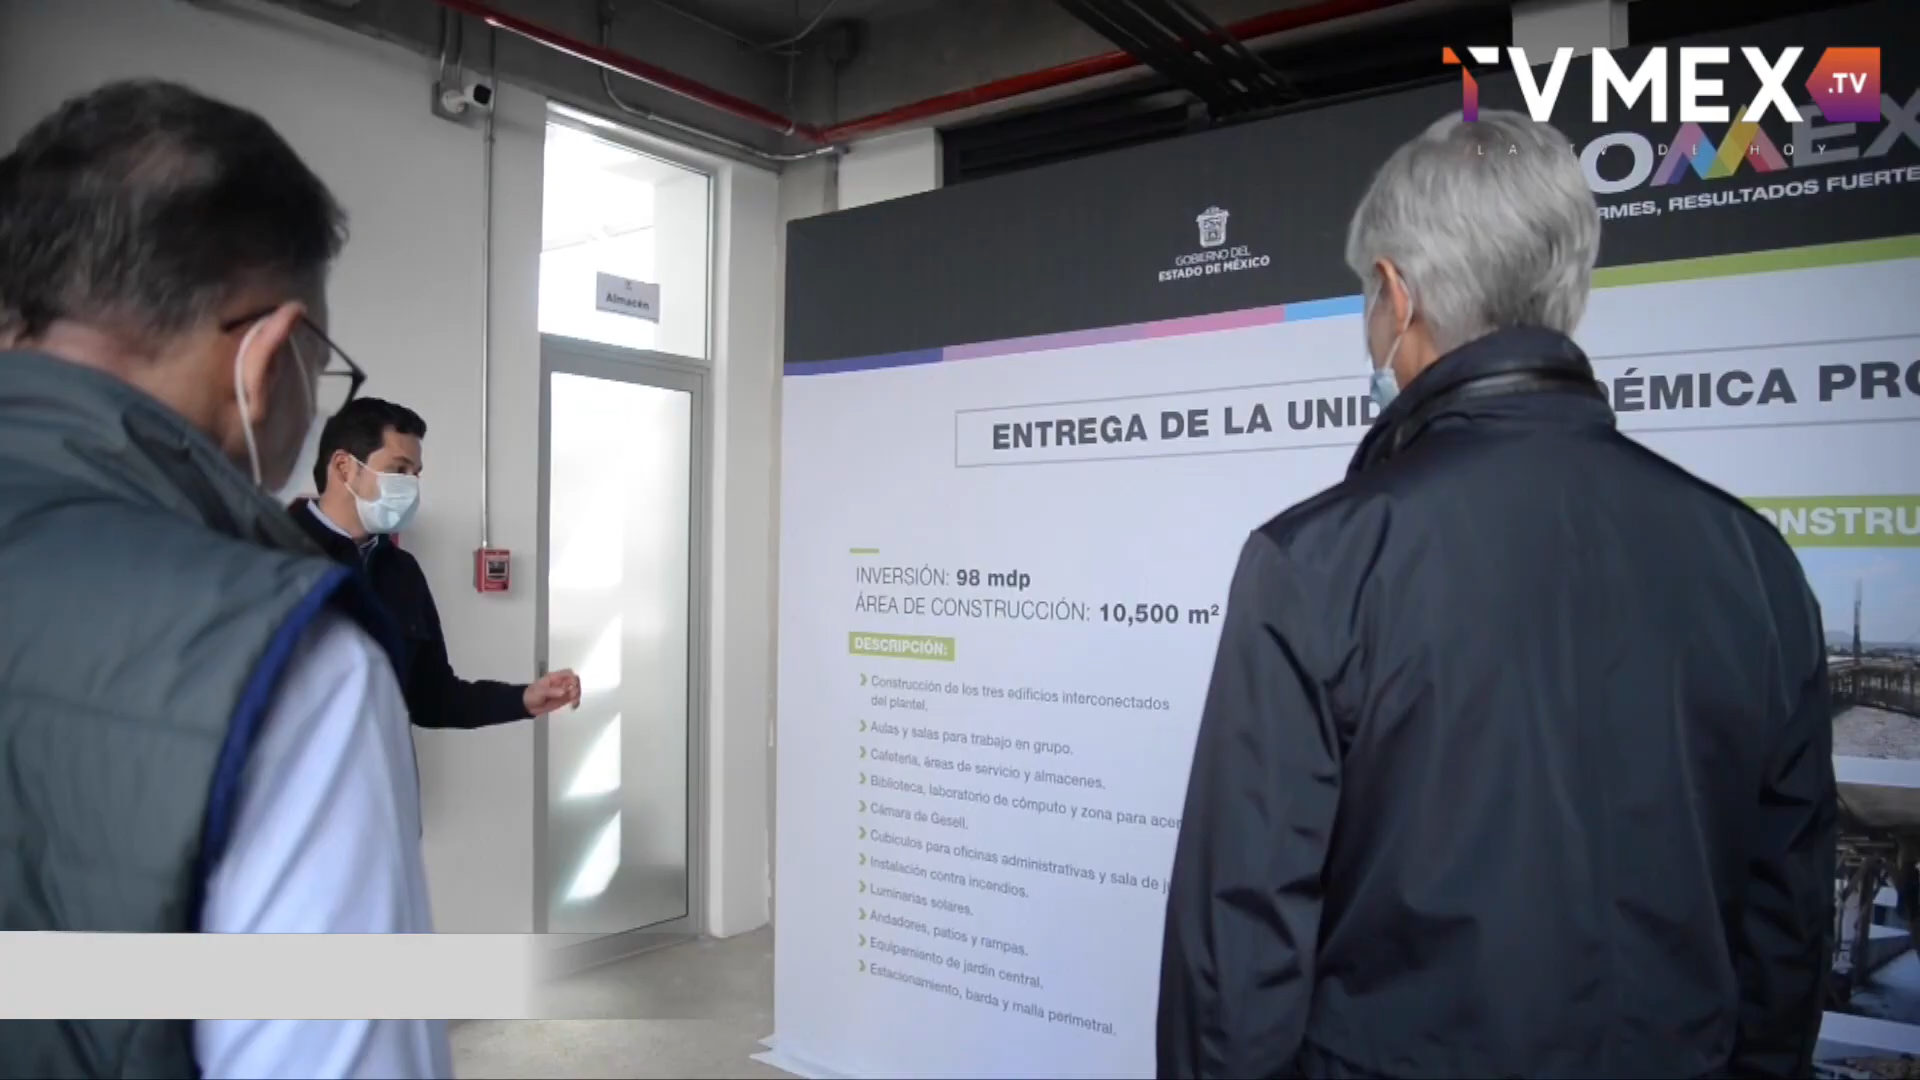 TVMEX .TV
LA TV DE HOY
OMEX
RMES, RESULTADOS FUERTE
GOBIERNO DEL
ESTADO DE MÉXICO
Almacén
ENTREGA DE LA UNID DÉMICA PRO
ONSTRU
INVERSIÓN: 98 mdp
ÁREA DE CONSTRUCCIÓN: 10,500 m²
DESCRIPCIÓN:
Construcción de los tres edificios interconectados
del plantel.
Aulas y salas para trabajo en grupo.
Cafetería, áreas de servicio y almacenes.
Biblioteca, laboratorio de cómputo y zona para acer
Cámara de Gesell.
Cubículos para oficinas administrativas y sala de j
Instalación contra incendios.
Luminarias solares.
Andadores, patios y rampas.
Equipamiento de jardín central.
Estacionamiento, barda y malla perimetral.